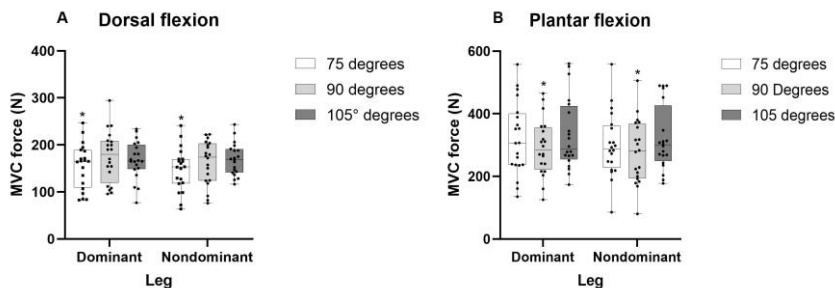 A Dorsal flexion
400
300
200
100
0
MVC force (N)
* *
Dominant Nondominant
Leg
75 degrees
90 degrees
105° degrees
B Plantar flexion
600
400
200
0
MVC force (N)
* *
Dominant Nondominant
Leg
75 degrees
90 Degrees
105 degrees